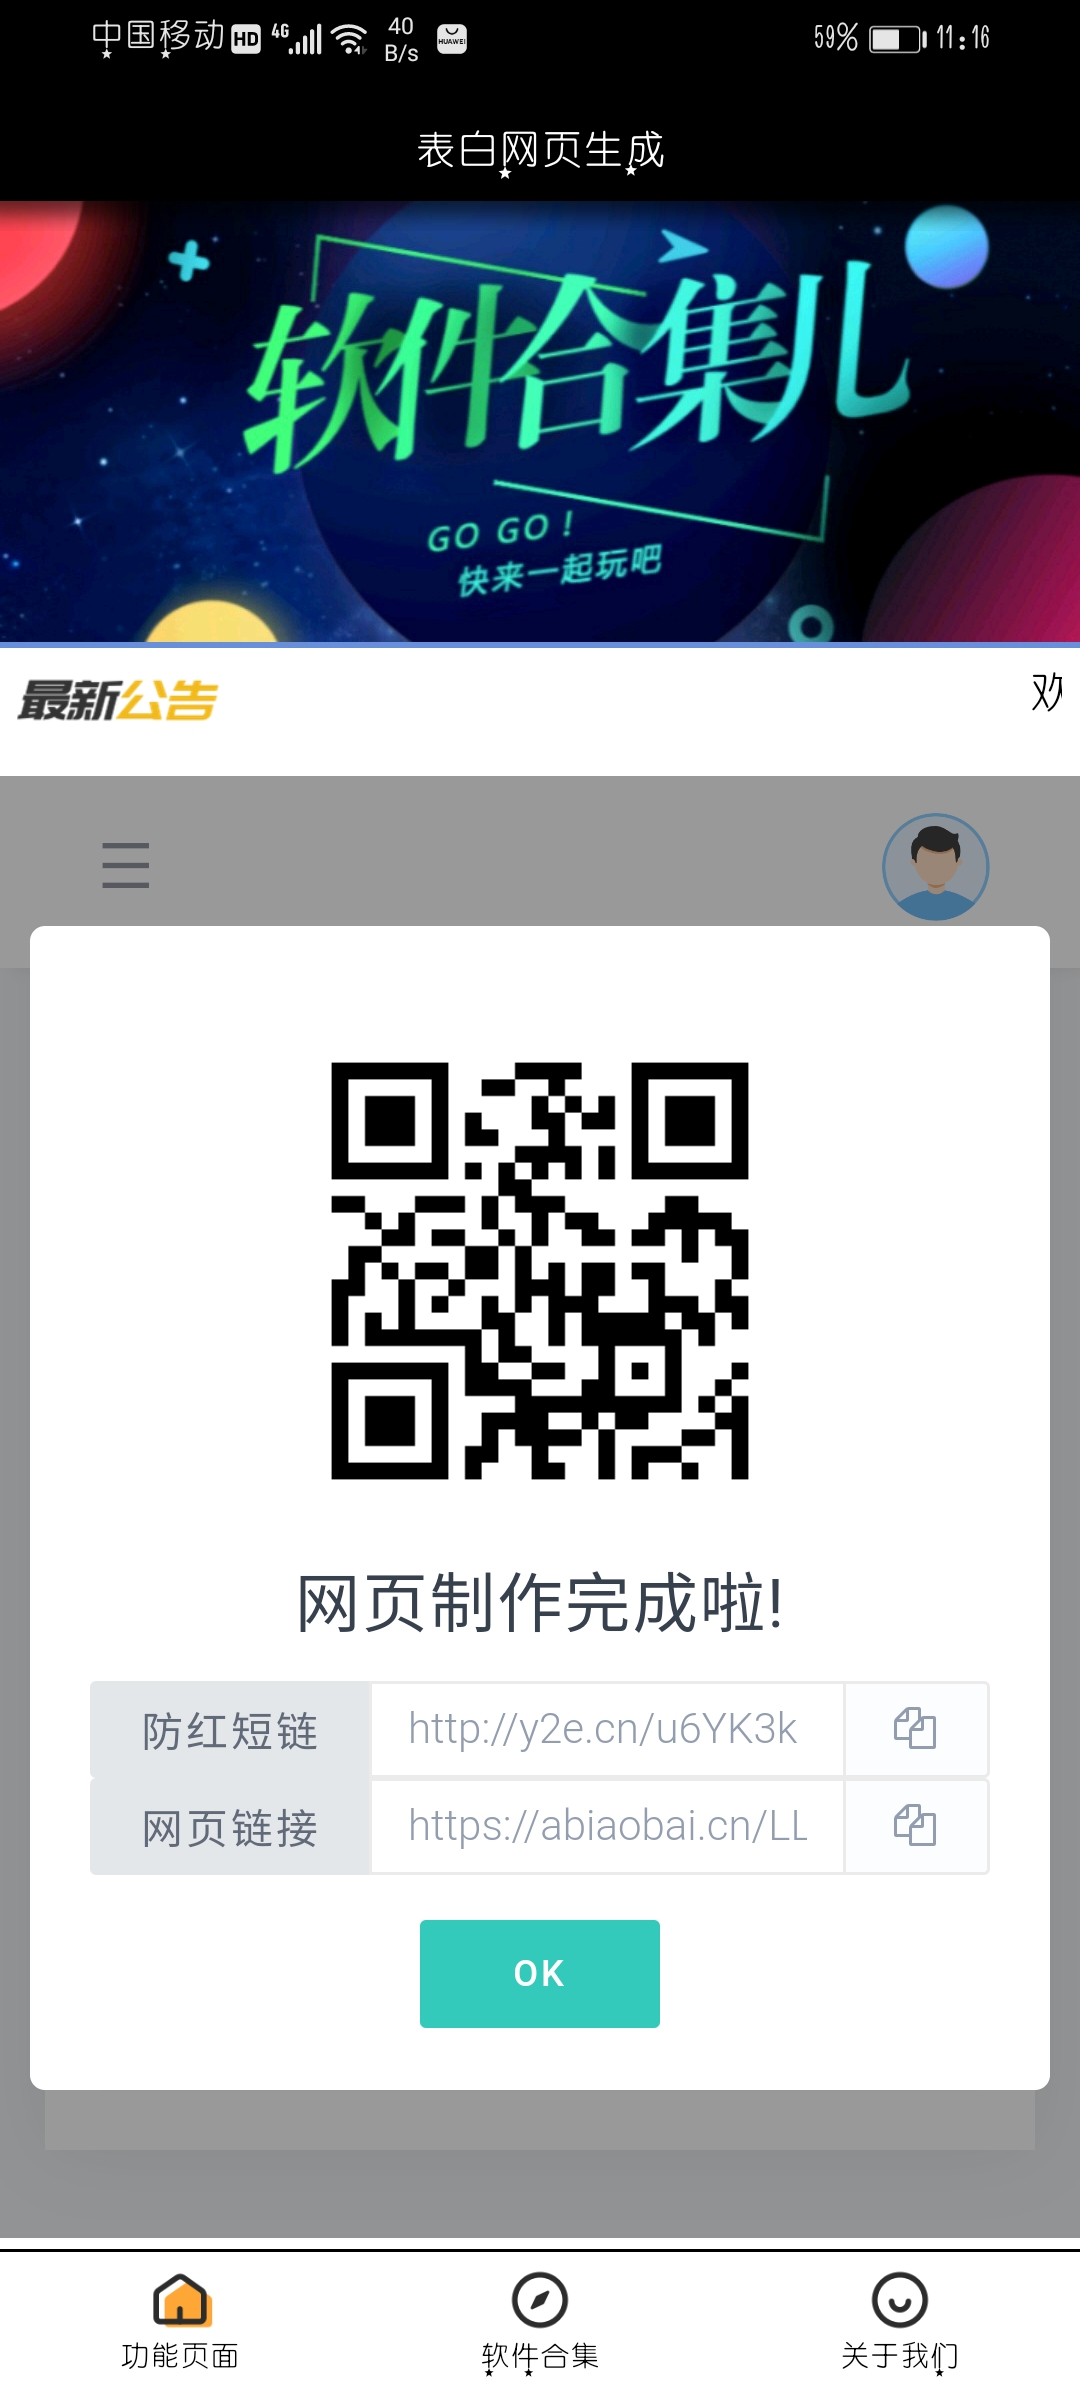 中国移动 HD 4G 40 B/s HUAWEI 59% 11:16
表白网页生成
软件合集儿
GO GO！
快来一起玩吧
最新公告 欢
网页制作完成啦!
防红短链 http://y2e.cn/u6YK3k
网页链接 https://abiaobai.cn/LL
OK
功能页面 软件合集 关于我们